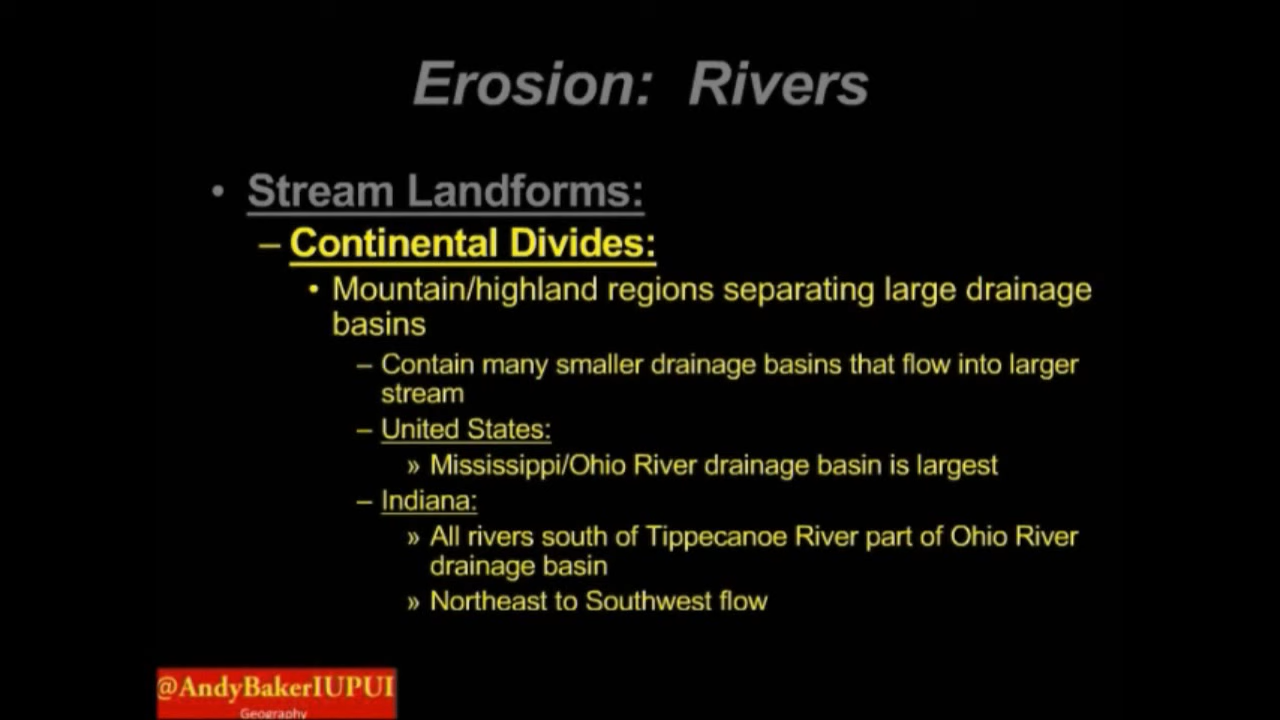 Erosion: Rivers
• Stream Landforms:
– Continental Divides:
• Mountain/highland regions separating large drainage
basins
– Contain many smaller drainage basins that flow into larger
stream
– United States:
» Mississippi/Ohio River drainage basin is largest
– Indiana:
» All rivers south of Tippecanoe River part of Ohio River
drainage basin
» Northeast to Southwest flow
@AndyBakerIUPUI
Geography